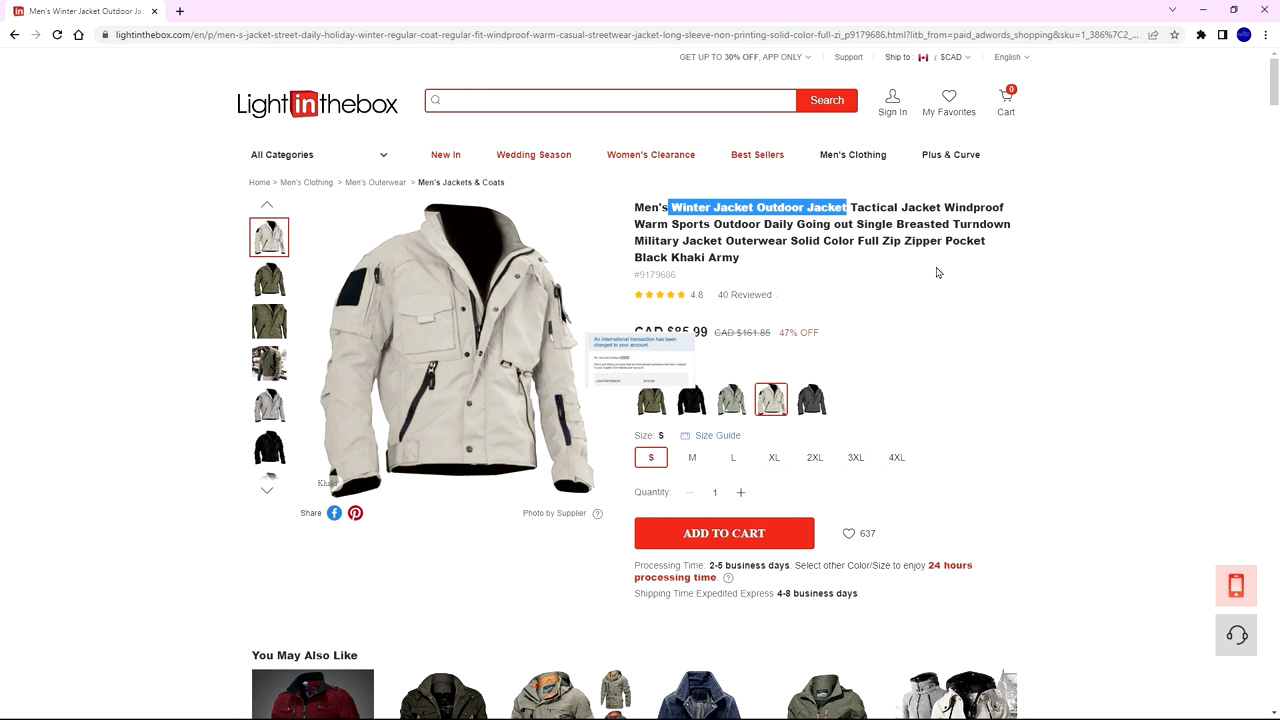 Men's Winter Jacket Outdoor Jac
lightinthebox.com/en/p/men-s-jacket-street-daily-holiday-winter-regular-coat-regular-fit-windproof-warm-casual-streetwear-jacket-long-sleeve-non-printing-solid-color-full-zi_p9179686.html?litb_from=paid_adwords_shopping&sku=1_386%7C2_...
GET UP TO 30% OFF, APP ONLY
Support
Ship to : / $CAD
English
Lightinthebox
Search
0
Sign In
My Favorites
Cart
All Categories
New In
Wedding Season
Women's Clearance
Best Sellers
Men's Clothing
Plus & Curve
Home > Men's Clothing > Men's Outerwear > Men's Jackets & Coats
Men's Winter Jacket Outdoor Jacket Tactical Jacket Windproof
Warm Sports Outdoor Daily Going out Single Breasted Turndown
Military Jacket Outerwear Solid Color Full Zip Zipper Pocket
Black Khaki Army
#9179686
4.8 40 Reviewed
CAD $85.99 CAD $161.85 47% OFF
An international transaction has been
charged to your account.
LIGHTINTHEBOX
Size: S Size Guide
S M L XL 2XL 3XL 4XL
Khaki
Quantity: 1
Share
Photo by Supplier ?
ADD TO CART
637
Processing Time: 2-5 business days. Select other Color/Size to enjoy 24 hours
processing time. ?
Shipping Time:Expedited Express 4-8 business days
You May Also Like